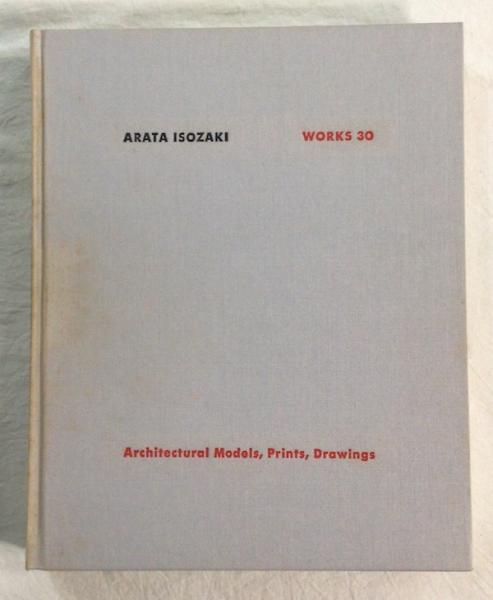 ARATA ISOZAKI WORKS 30
Architectural Models, Prints, Drawings